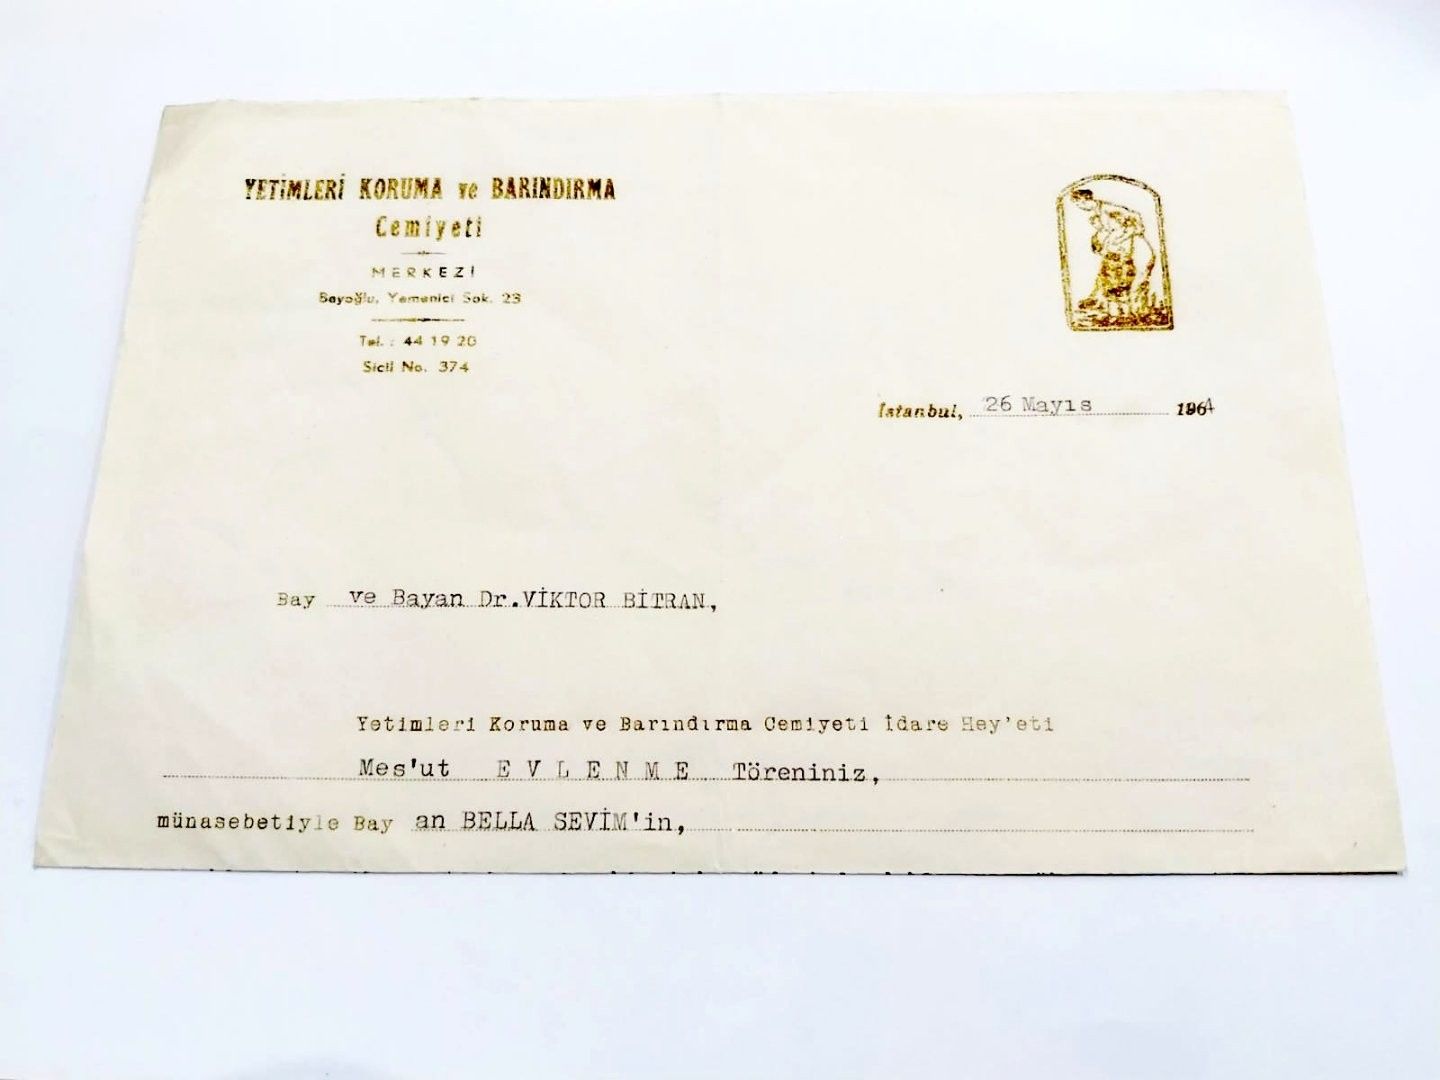 YETİMLERİ KORUMA ve BARINDIRMA
Cemiyeti
MERKEZİ
Beyoğlu, Yemenici Sok. 23
Tel. : 44 19 20
Sicil No. 374
İstanbul, 26 Mayıs 1964
Bay ve Bayan Dr.VİKTOR BİTRAN,
Yetimleri Koruma ve Barındırma Cemiyeti İdare Hey'eti
Mes'ut E V L E N M E Töreniniz,
münasebetiyle Bay an BELLA SEVİM'in,